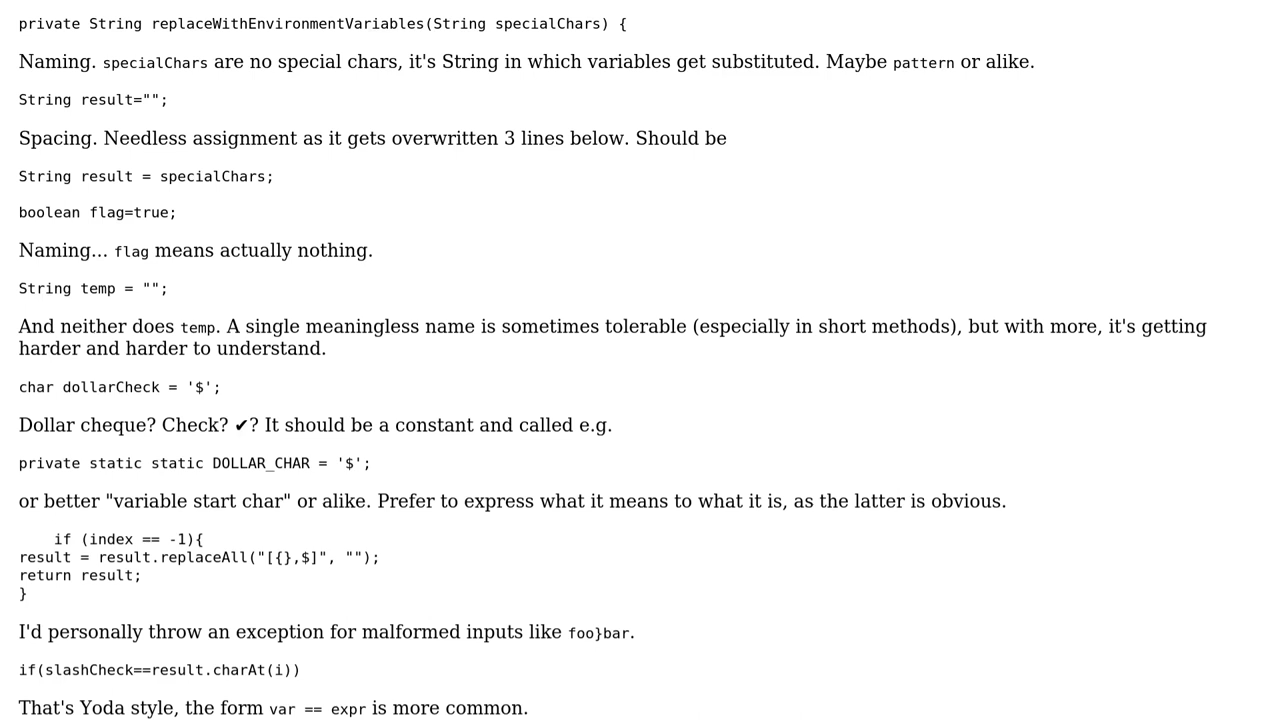 private String replaceWithEnvironmentVariables(String specialChars) {
Naming. specialChars are no special chars, it's String in which variables get substituted. Maybe pattern or alike.
String result="";
Spacing. Needless assignment as it gets overwritten 3 lines below. Should be
String result = specialChars;
boolean flag=true;
Naming... flag means actually nothing.
String temp = "";
And neither does temp. A single meaningless name is sometimes tolerable (especially in short methods), but with more, it's getting
harder and harder to understand.
char dollarCheck = '$';
Dollar cheque? Check? ✔? It should be a constant and called e.g.
private static static DOLLAR_CHAR = '$';
or better "variable start char" or alike. Prefer to express what it means to what it is, as the latter is obvious.
    if (index == -1){
result = result.replaceAll("[{},$]", "");
return result;
}
I'd personally throw an exception for malformed inputs like foo}bar.
if(slashCheck==result.charAt(i))
That's Yoda style, the form var == expr is more common.